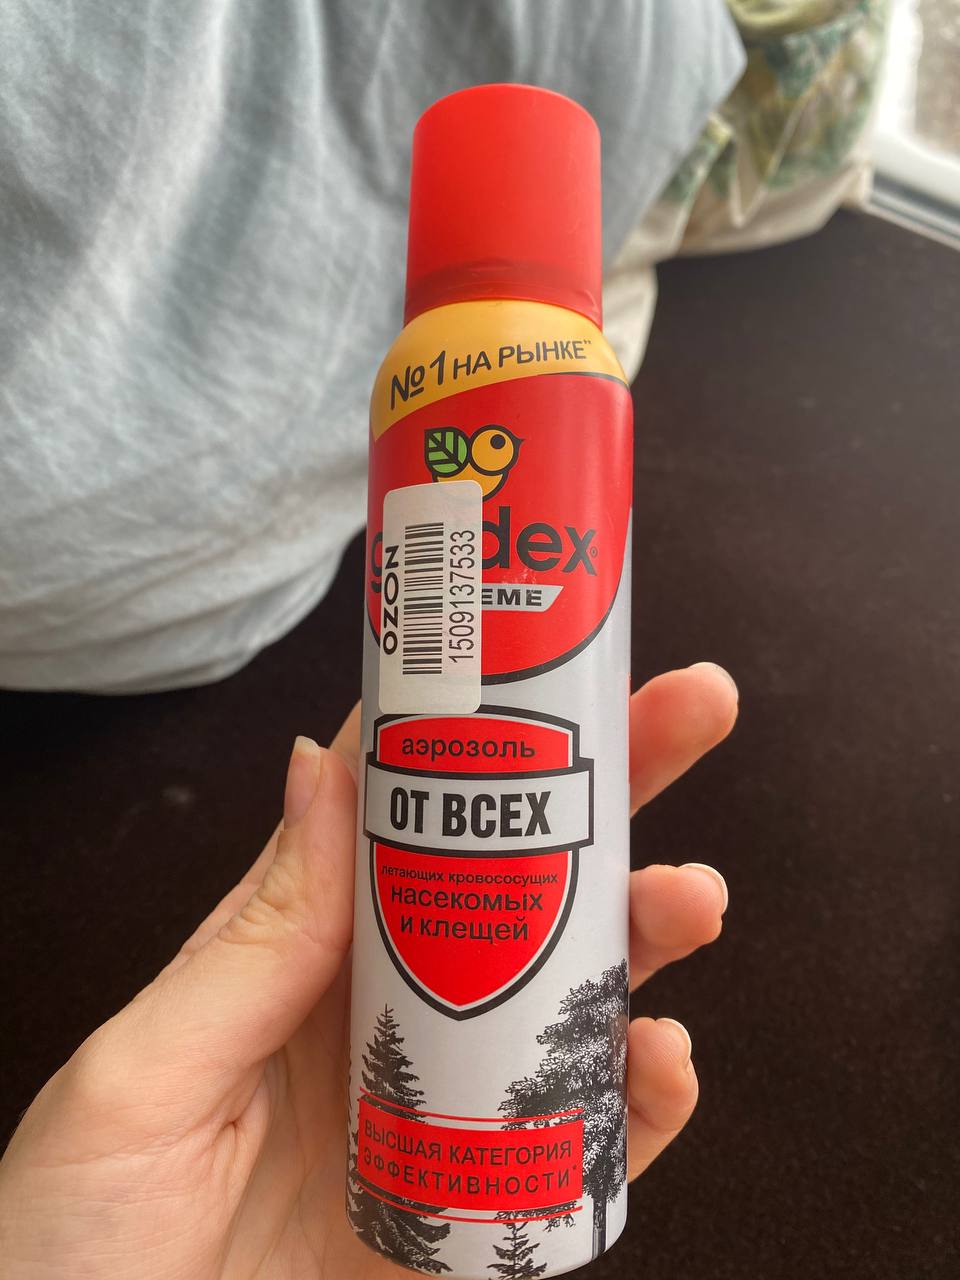 №1 НА РЫНКЕ**
OZON
1509137533
аэрозоль
ОТ ВСЕХ
летающих кровососущих
насекомых
и клещей
ВЫСШАЯ КАТЕГОРИЯ
ЭФФЕКТИВНОСТИ*